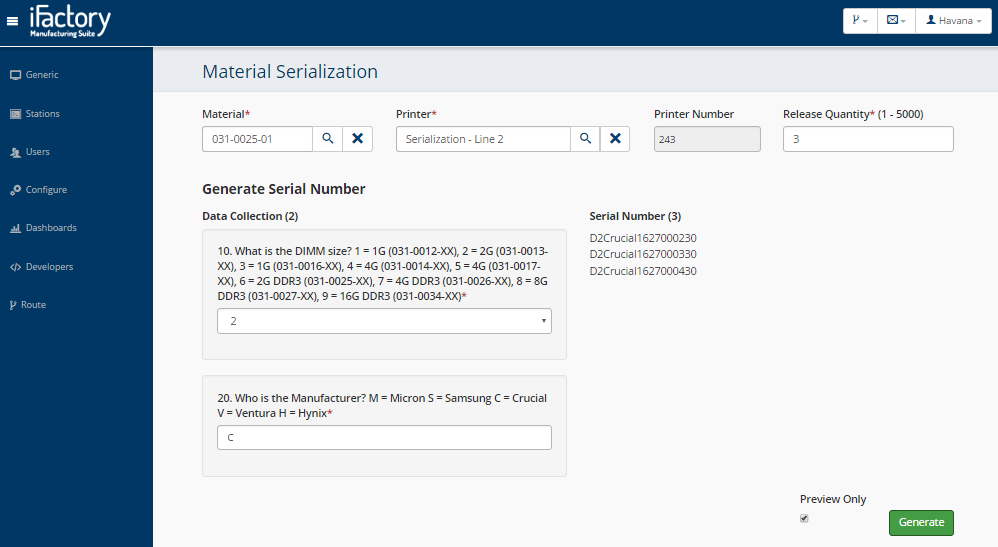 iFactory
Manufacturing Suite
Havana
Generic
Stations
Users
Configure
Dashboards
Developers
Route
Material Serialization
Material* Printer* Printer Number Release Quantity* (1 - 5000)
031-0025-01 Serialization - Line 2 243 3
Generate Serial Number
Data Collection (2)
10. What is the DIMM size? 1 = 1G (031-0012-XX), 2 = 2G (031-0013-
XX), 3 = 1G (031-0016-XX), 4 = 4G (031-0014-XX), 5 = 4G (031-0017-
XX), 6 = 2G DDR3 (031-0025-XX), 7 = 4G DDR3 (031-0026-XX), 8 = 8G
DDR3 (031-0027-XX), 9 = 16G DDR3 (031-0034-XX)*
2
20. Who is the Manufacturer? M = Micron S = Samsung C = Crucial
V = Ventura H = Hynix*
C
Serial Number (3)
D2Crucial1627000230
D2Crucial1627000330
D2Crucial1627000430
Preview Only
Generate